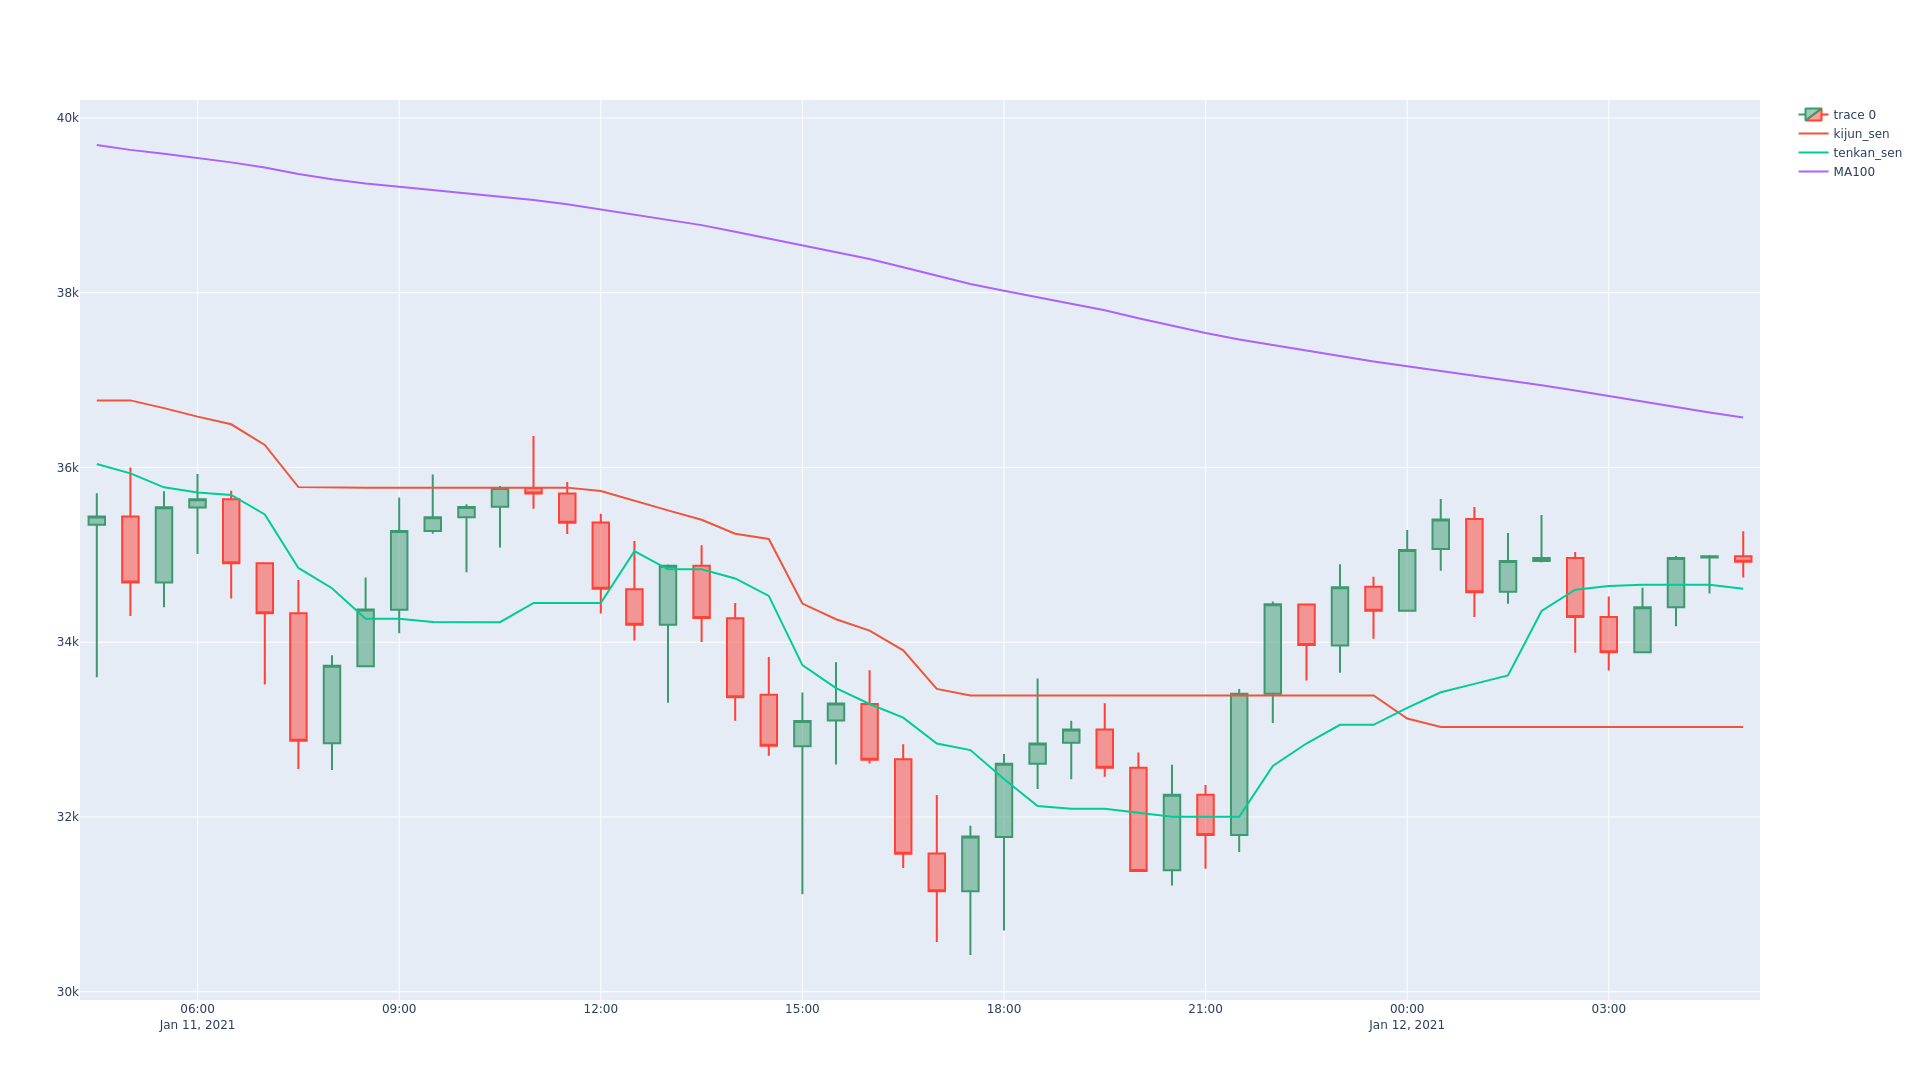 40k
38k
36k
34k
32k
30k
06:00
Jan 11, 2021
09:00
12:00
15:00
18:00
21:00
00:00
Jan 12, 2021
03:00
trace 0
kijun_sen
tenkan_sen
MA100